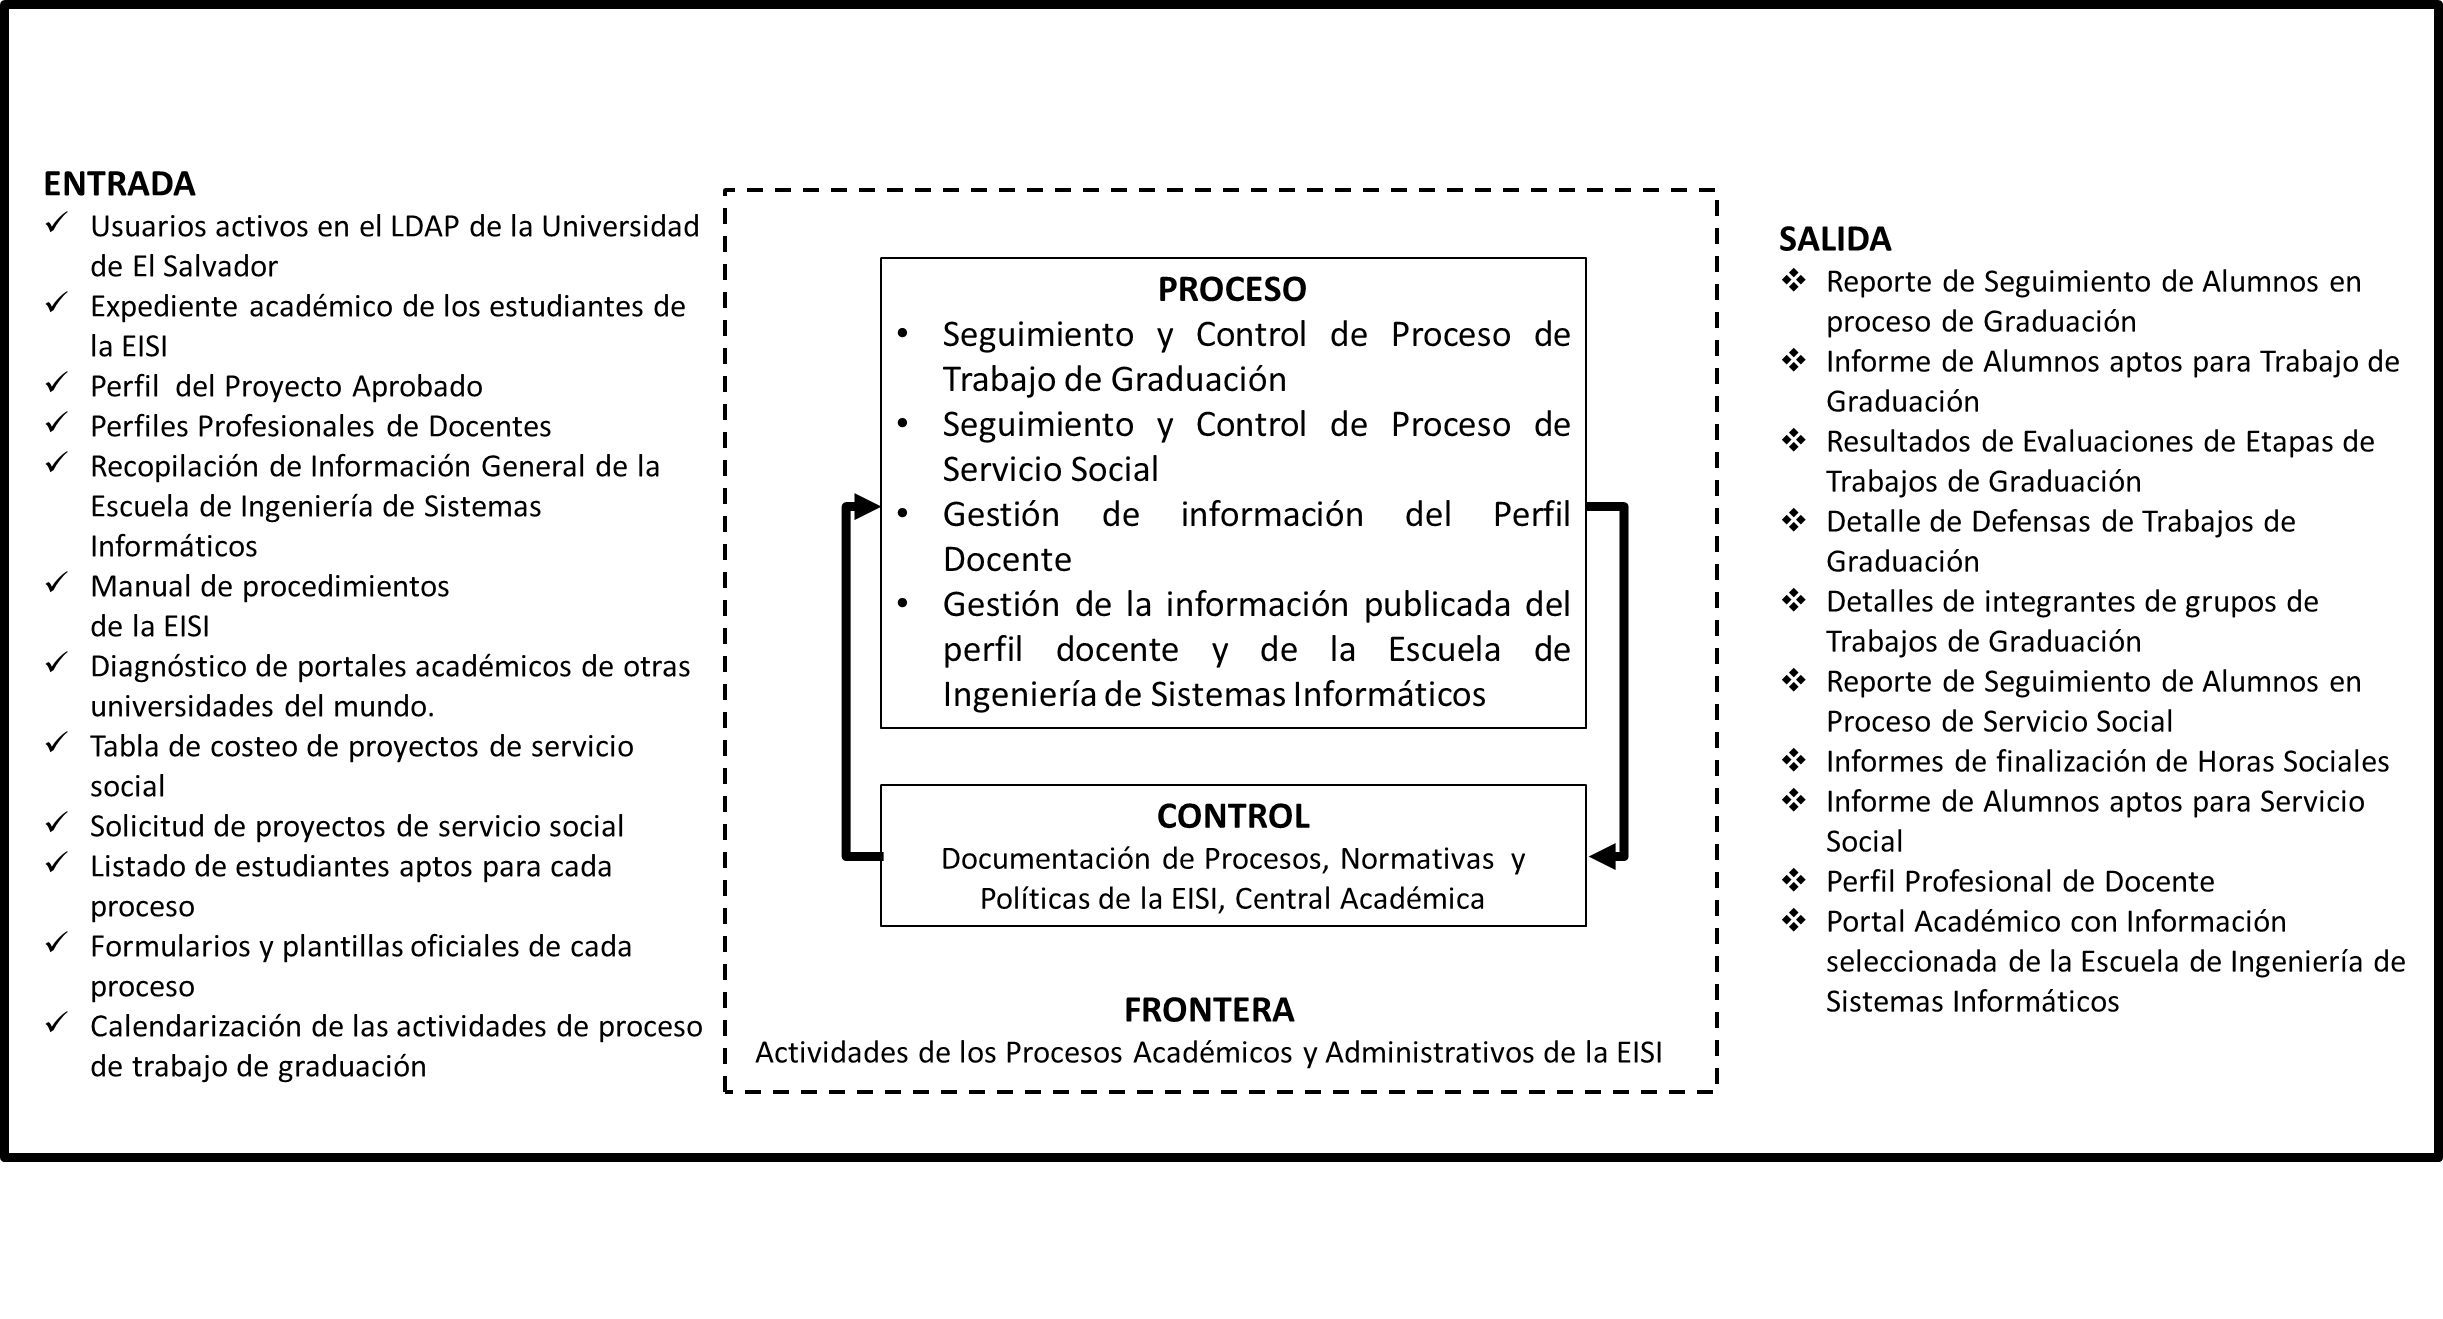 ENTRADA
✓ Usuarios activos en el LDAP de la Universidad
de El Salvador
✓ Expediente académico de los estudiantes de
la EISI
✓ Perfil del Proyecto Aprobado
✓ Perfiles Profesionales de Docentes
✓ Recopilación de Información General de la
Escuela de Ingeniería de Sistemas
Informáticos
✓ Manual de procedimientos
de la EISI
✓ Diagnóstico de portales académicos de otras
universidades del mundo.
✓ Tabla de costeo de proyectos de servicio
social
✓ Solicitud de proyectos de servicio social
✓ Listado de estudiantes aptos para cada
proceso
✓ Formularios y plantillas oficiales de cada
proceso
✓ Calendarización de las actividades de proceso
de trabajo de graduación
PROCESO
• Seguimiento y Control de Proceso de
Trabajo de Graduación
• Seguimiento y Control de Proceso de
Servicio Social
• Gestión de información del Perfil
Docente
• Gestión de la información publicada del
perfil docente y de la Escuela de
Ingeniería de Sistemas Informáticos
CONTROL
Documentación de Procesos, Normativas y
Políticas de la EISI, Central Académica
FRONTERA
Actividades de los Procesos Académicos y Administrativos de la EISI
SALIDA
❖ Reporte de Seguimiento de Alumnos en
proceso de Graduación
❖ Informe de Alumnos aptos para Trabajo de
Graduación
❖ Resultados de Evaluaciones de Etapas de
Trabajos de Graduación
❖ Detalle de Defensas de Trabajos de
Graduación
❖ Detalles de integrantes de grupos de
Trabajos de Graduación
❖ Reporte de Seguimiento de Alumnos en
Proceso de Servicio Social
❖ Informes de finalización de Horas Sociales
❖ Informe de Alumnos aptos para Servicio
Social
❖ Perfil Profesional de Docente
❖ Portal Académico con Información
seleccionada de la Escuela de Ingeniería de
Sistemas Informáticos